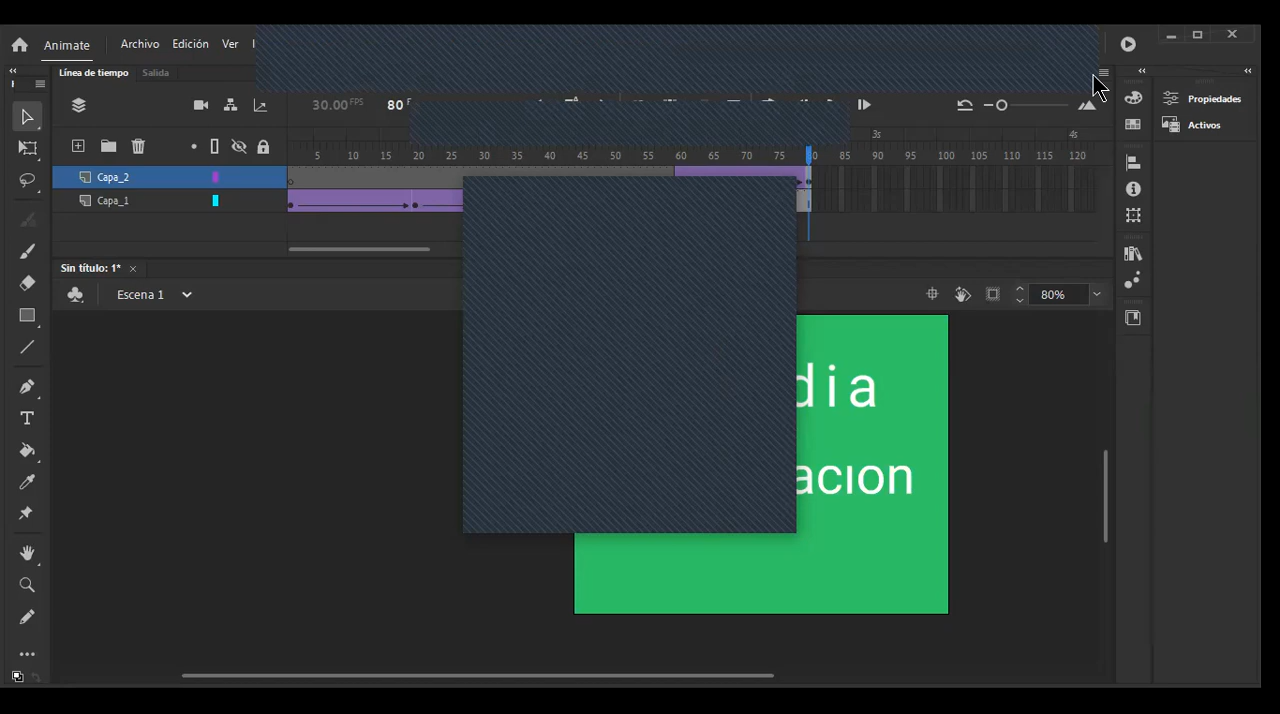 Animate Archivo Edición Ver
Línea de tiempo Salida
30.00 FPS 80 F
3s 4s
5 10 15 20 25 30 35 40 45 50 55 60 65 70 75 80 85 90 95 100 105 110 115 120
Capa_2
Capa_1
Sin título: 1* ×
Escena 1
80%
Propiedades
Activos
dia
acıon